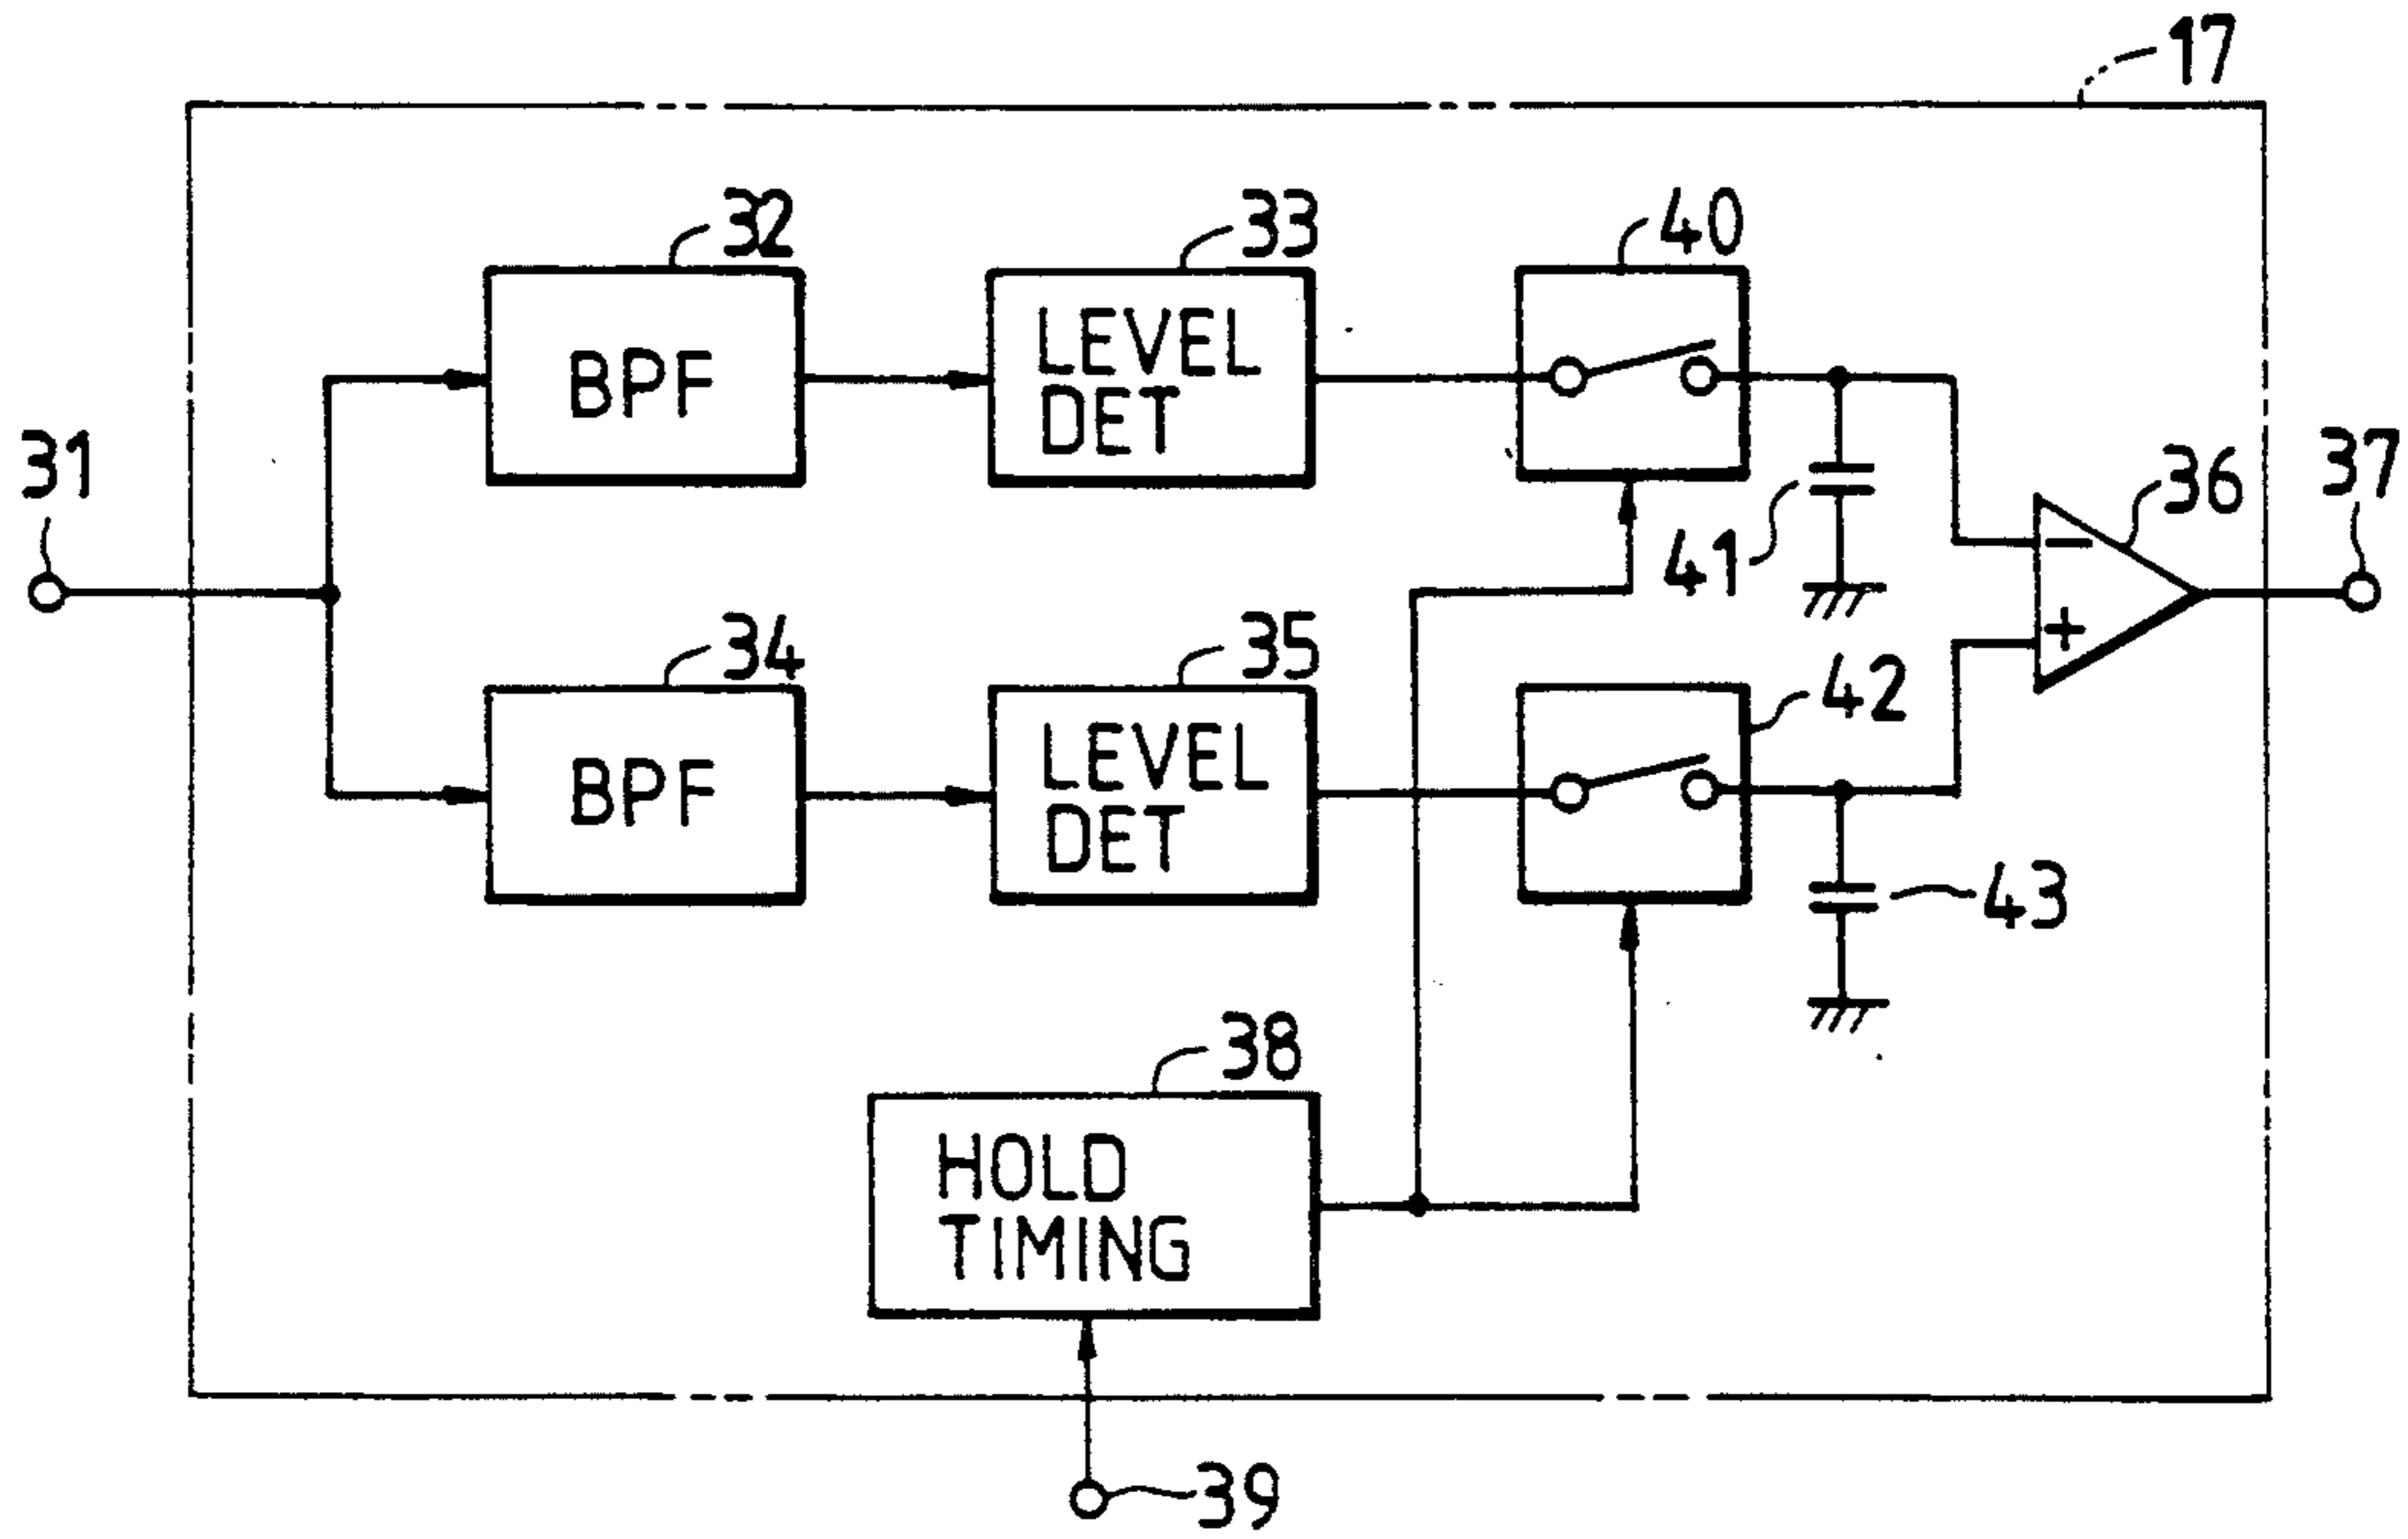 17
32
33
40
BPF
LEVEL
DET
31
41
−
36
37
34
35
+
42
BPF
LEVEL
DET
43
38
HOLD
TIMING
39